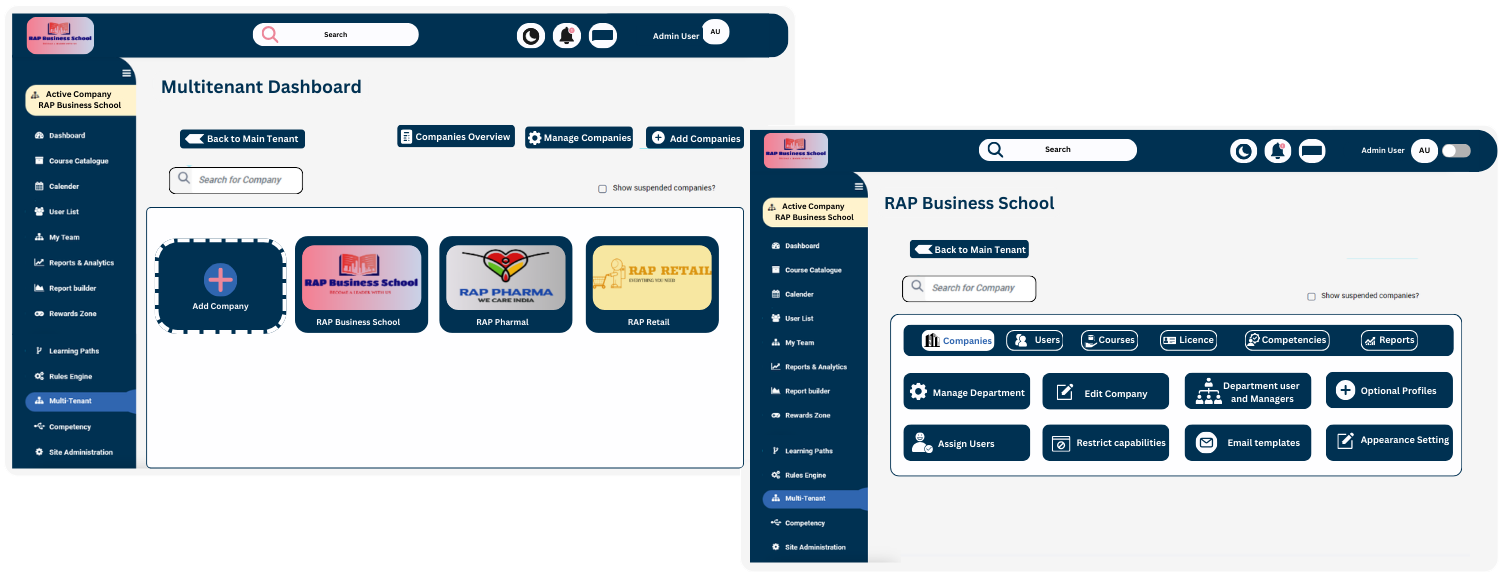 RAP Business School
Search
Admin User
AU
Multitenant Dashboard
Active Company
RAP Business School
Back to Main Tenant
Companies Overview
Manage Companies
Add Companies
Search for Company
Show suspended companies?
Dashboard
Course Catalogue
Calender
User List
My Team
Reports & Analytics
Report builder
Rewards Zone
Learning Paths
Rules Engine
Multi-Tenant
Competency
Site Administration
Add Company
RAP Business School
BECOME A LEADER WITH US
RAP Business School
RAP PHARMA
WE CARE INDIA
RAP Pharmal
RAP RETAIL
EVERYTHING YOU NEED
RAP Retail
RAP Business School
Search
Admin User
AU
RAP Business School
Active Company
RAP Business School
Back to Main Tenant
Search for Company
Show suspended companies?
Dashboard
Course Catalogue
Calender
User List
My Team
Reports & Analytics
Report builder
Rewards Zone
Learning Paths
Rules Engine
Multi-Tenant
Competency
Site Administration
Companies
Users
Courses
Licence
Competencies
Reports
Manage Department
Edit Company
Department user
and Managers
Optional Profiles
Assign Users
Restrict capabilities
Email templates
Appearance Setting